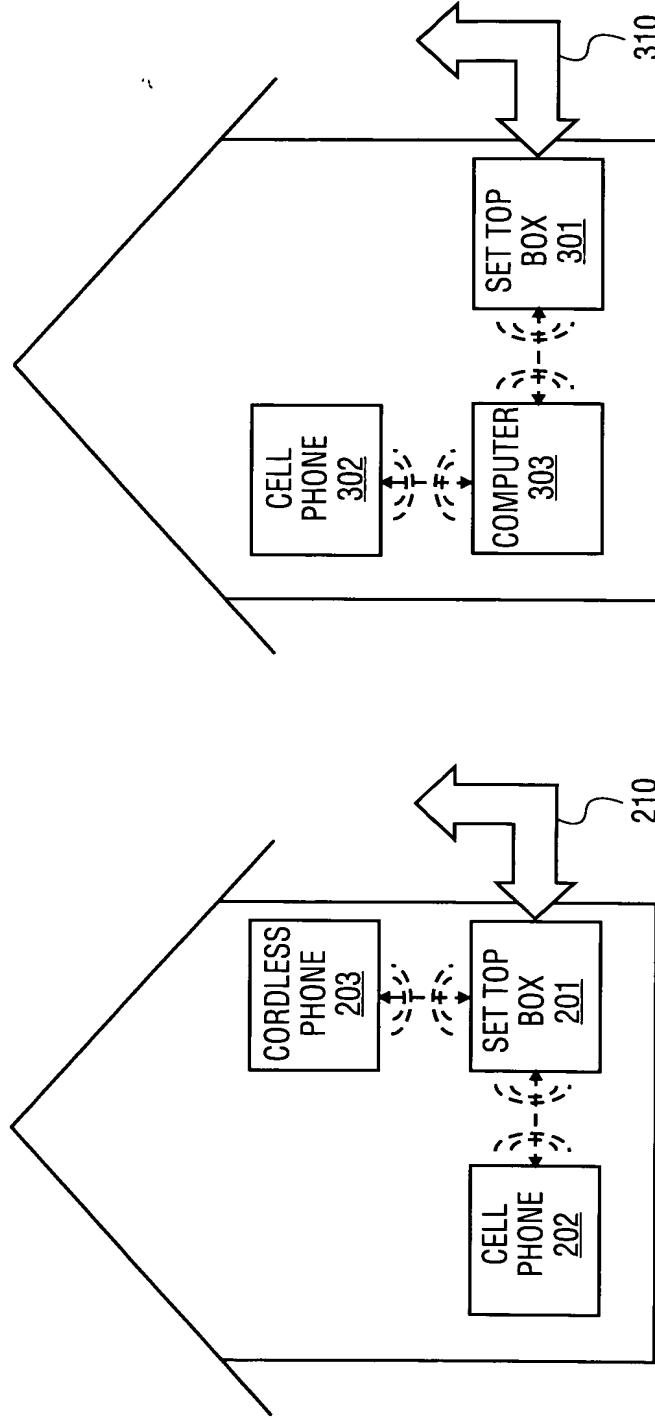 CORDLESS
PHONE
203
CELL
PHONE
202
SET TOP
BOX
201
210
CELL
PHONE
302
COMPUTER
303
SET TOP
BOX
301
310